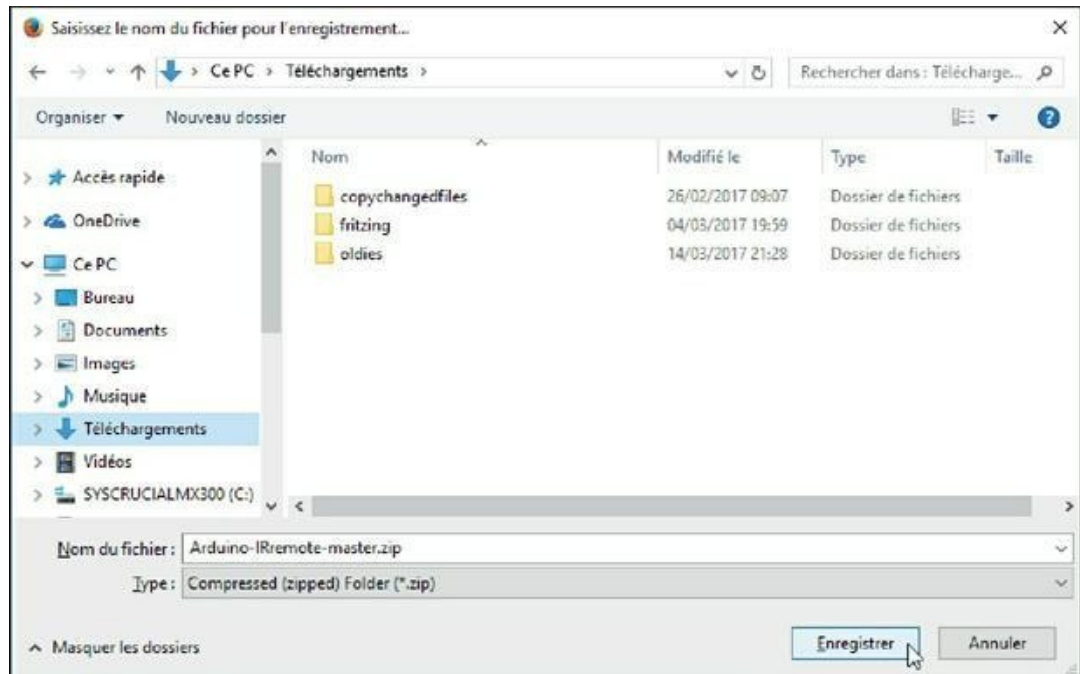 Saisissez le nom du fichier pour l'enregistrement...
Ce PC > Téléchargements >
Rechercher dans : Télécharge...
Organiser
Nouveau dossier
Nom
Modifié le
Type
Taille
Accès rapide
OneDrive
Ce PC
Bureau
Documents
Images
Musique
Téléchargements
Vidéos
SYSCRUCIALMX300 (C:)
copychangedfiles 26/02/2017 09:07 Dossier de fichiers
fritzing 04/03/2017 19:59 Dossier de fichiers
oldies 14/03/2017 21:28 Dossier de fichiers
Nom du fichier : Arduino-IRremote-master.zip
Type : Compressed (zipped) Folder (*.zip)
Masquer les dossiers
Enregistrer
Annuler